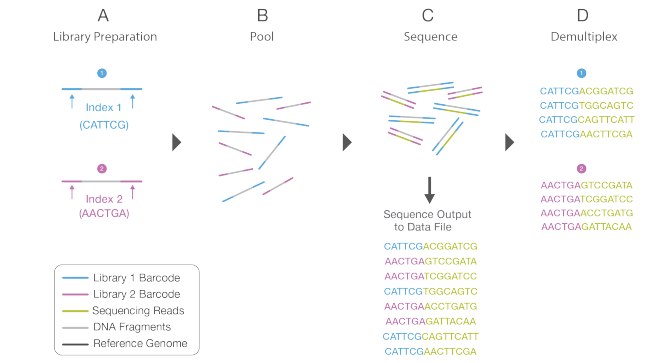 A
Library Preparation
1
Index 1
(CATTCG)
2
Index 2
(AACTGA)
B
Pool
C
Sequence
Sequence Output
to Data File
CATTCGACGGATCG
AACTGAGTCCGATA
AACTGATCGGATCC
CATTCGTGGCAGTC
AACTGAACCTGATG
AACTGAGATTACAA
CATTCGCAGTTCATT
CATTCGAACTTCGA
D
Demultiplex
1
CATTCGACGGATCG
CATTCGTGGCAGTC
CATTCGCAGTTCATT
CATTCGAACTTCGA
2
AACTGAGTCCGATA
AACTGATCGGATCC
AACTGAACCTGATG
AACTGAGATTACAA
Library 1 Barcode
Library 2 Barcode
Sequencing Reads
DNA Fragments
Reference Genome